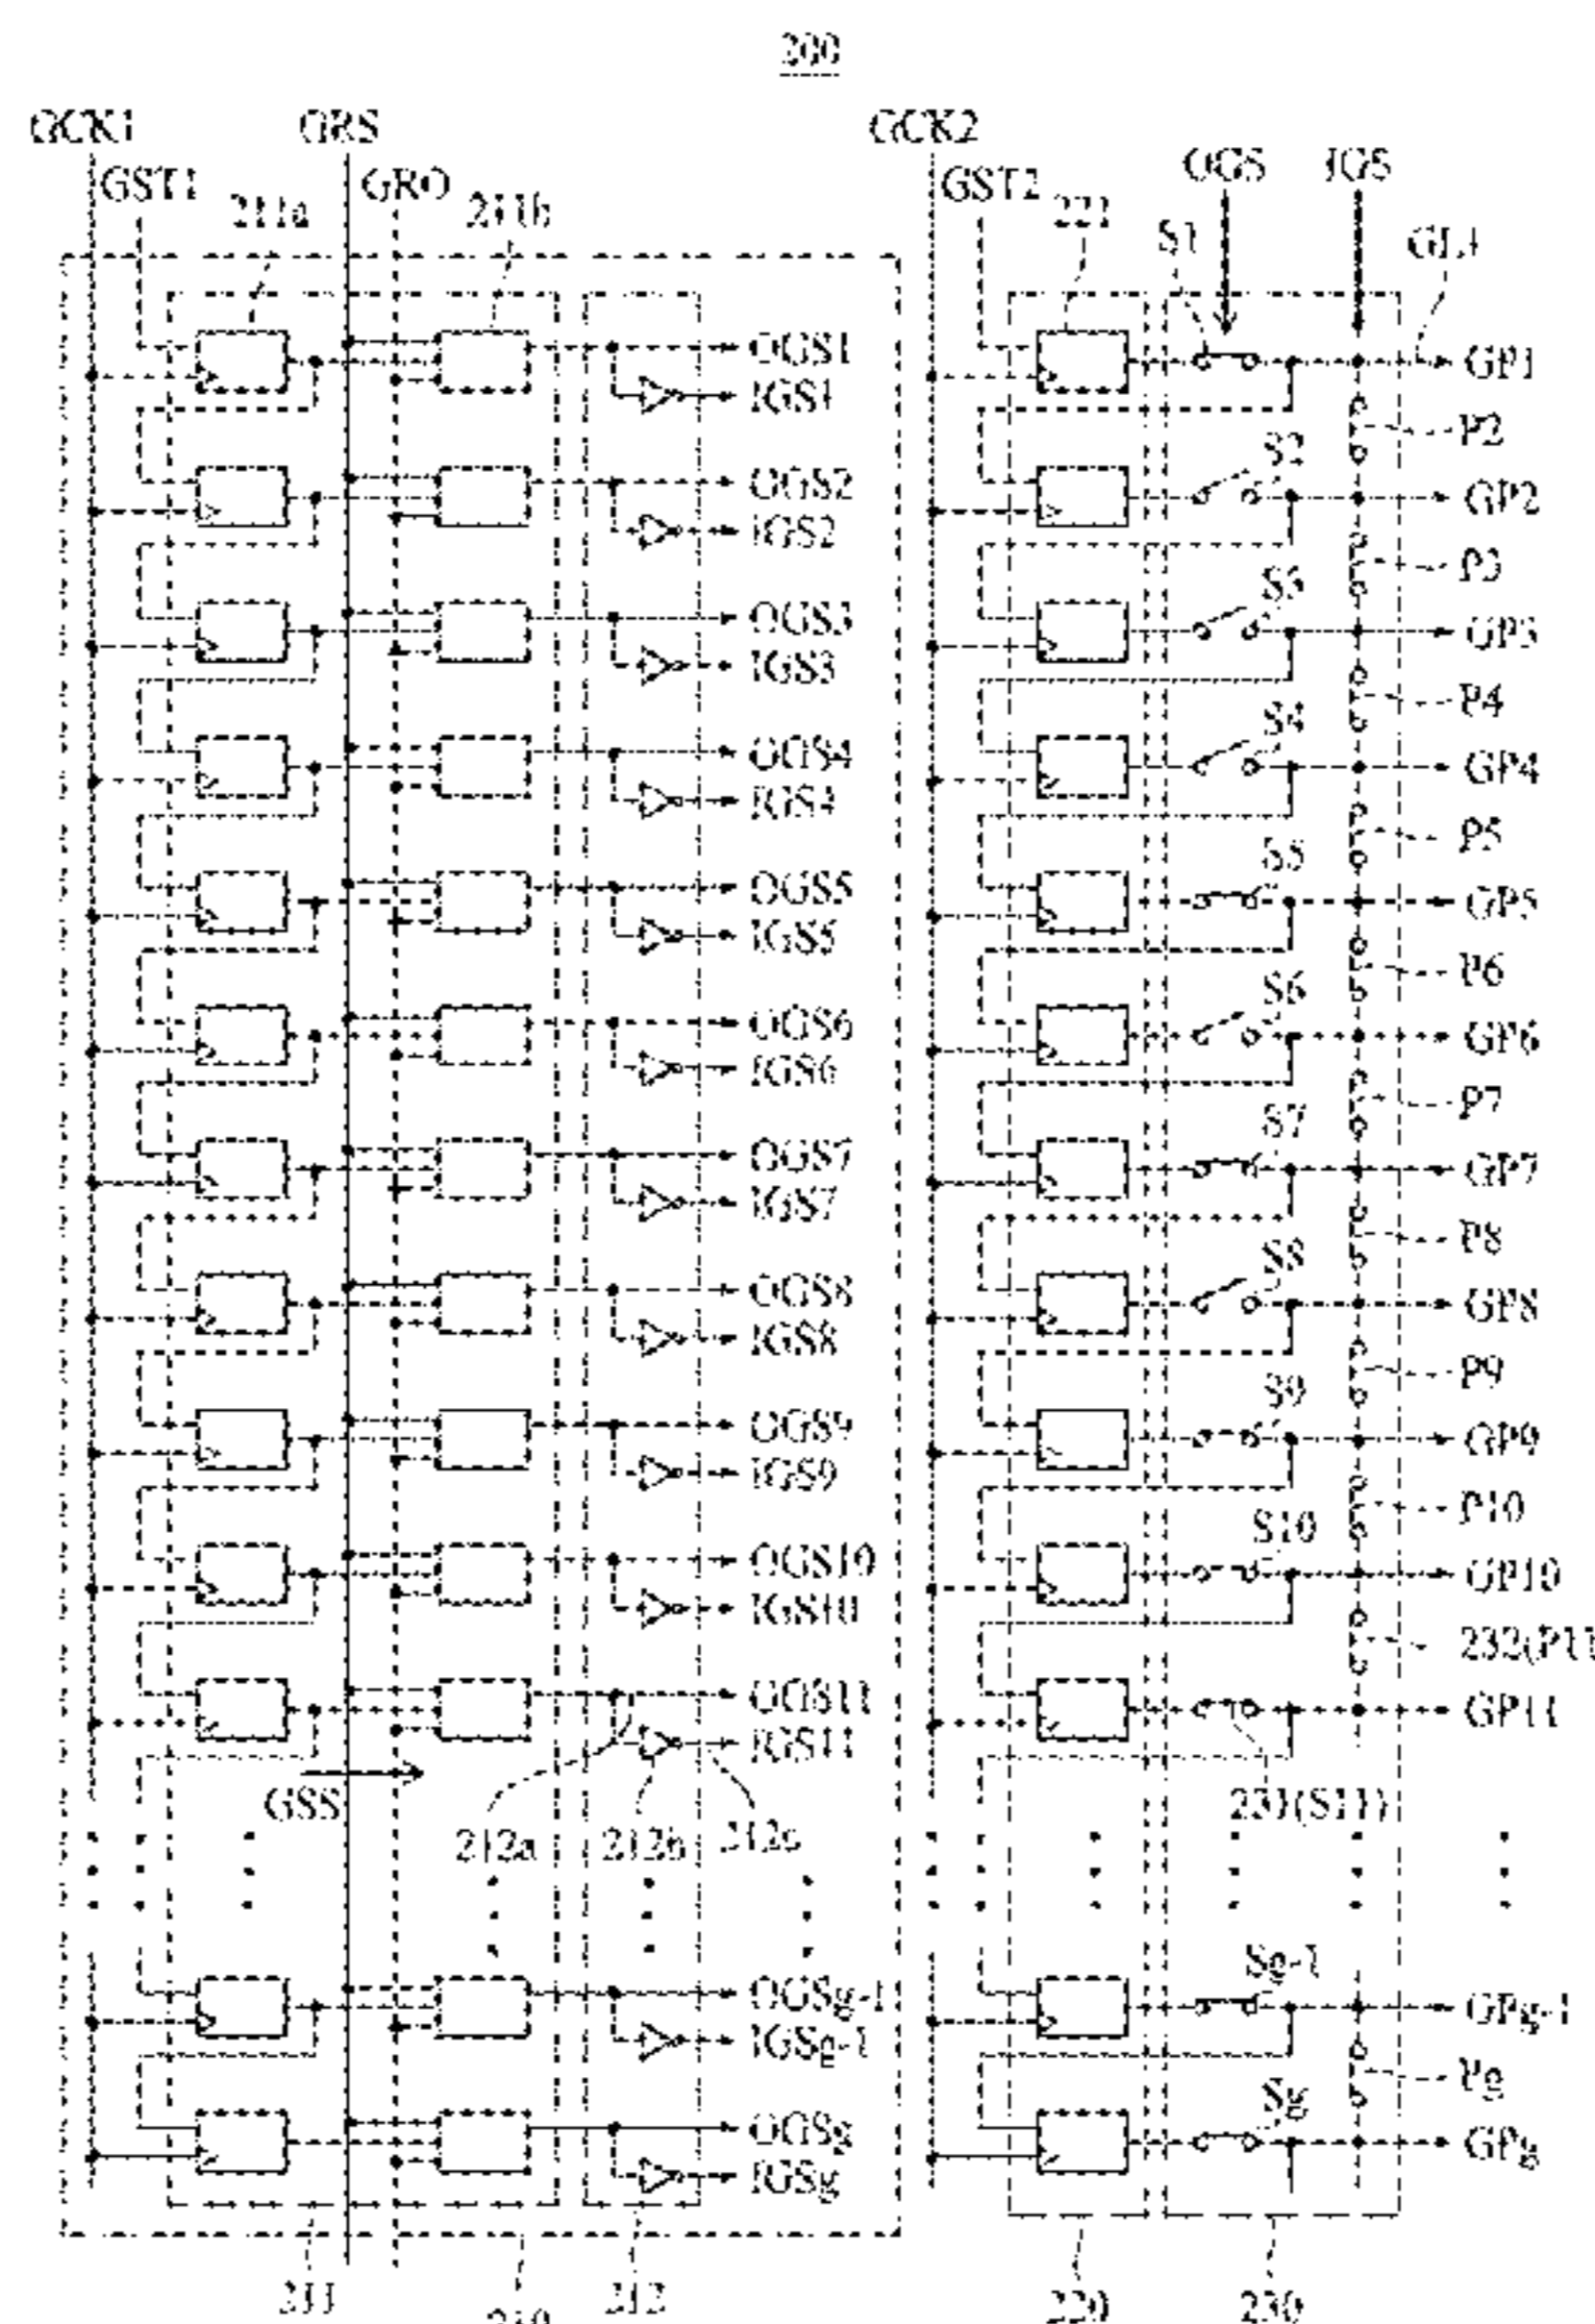 200
GCK1 GRS GCK2
GST1 GRO GST2 OGS IGS
211a 211b 221 S1 GL1
OGS1 GP1
IGS1 P2
S2
OGS2 GP2
IGS2 P3
S3
OGS3 GP3
IGS3 P4
S4
OGS4 GP4
IGS4 P5
S5
OGS5 GP5
IGS5 P6
S6
OGS6 GP6
IGS6 P7
S7
OGS7 GP7
IGS7 P8
S8
OGS8 GP8
IGS8 P9
S9
OGS9 GP9
IGS9 P10
S10
OGS10 GP10
IGS10 232(P11
OGS11 GP11
IGS11
GSS 231(S11)
212a 212b 212c
Sg-1
OGSg-1 GPg-1
IGSg-1 Pg
Sg
OGSg GPg
IGSg
211 210 212 220 230